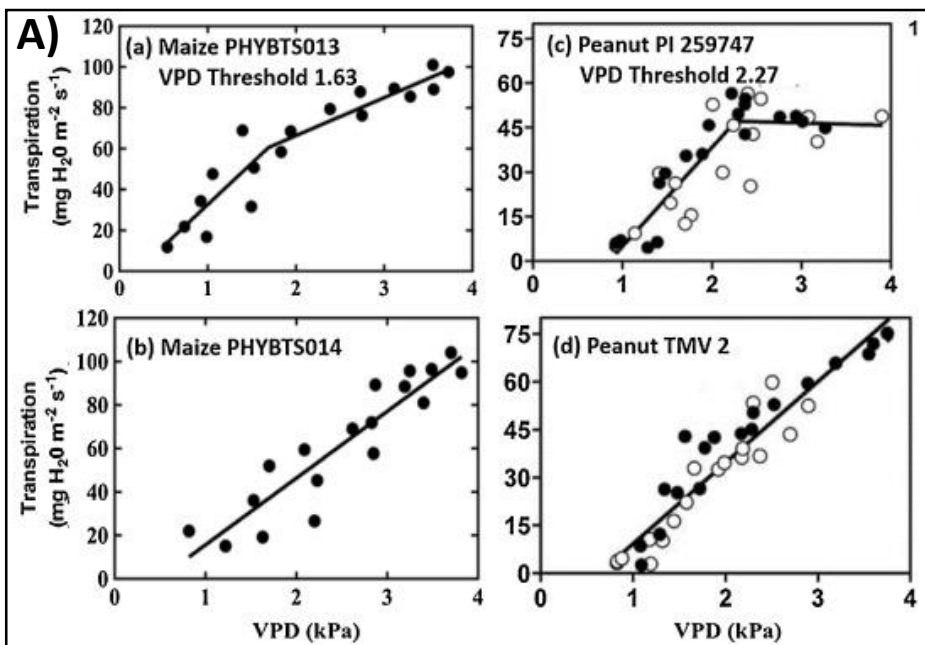 A)
(a) Maize PHYBTS013
VPD Threshold 1.63
Transpiration
(mg H₂0 m⁻² s⁻¹)
120
100
80
60
40
20
0
0 1 2 3 4
(c) Peanut PI 259747
VPD Threshold 2.27
75
60
45
30
15
0
1 2 3 4
1
(b) Maize PHYBTS014
Transpiration
(mg H₂0 m⁻² s⁻¹)
120
100
80
60
40
20
0
0 1 2 3 4
VPD (kPa)
(d) Peanut TMV 2
75
60
45
30
15
0
0 1 2 3 4
VPD (kPa)